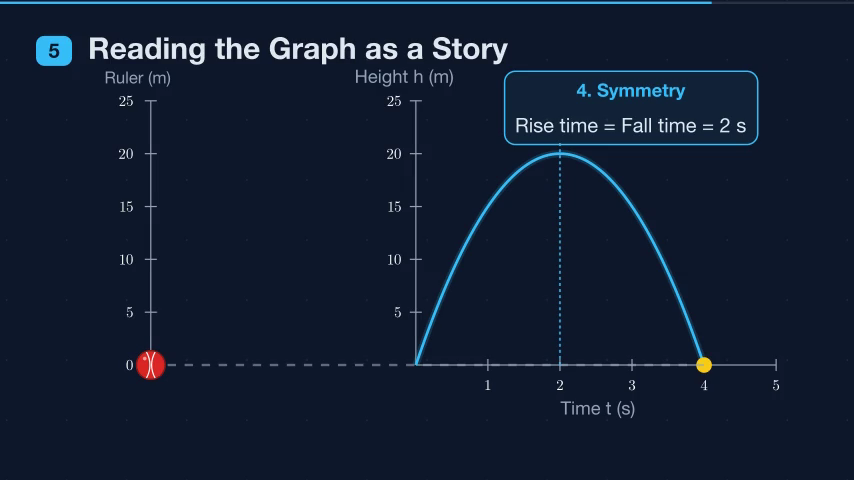 5 Reading the Graph as a Story
Ruler (m)
25
20
15
10
5
0
Height h (m)
25
20
15
10
5
1 2 3 4 5
Time t (s)
4. Symmetry
Rise time = Fall time = 2 s